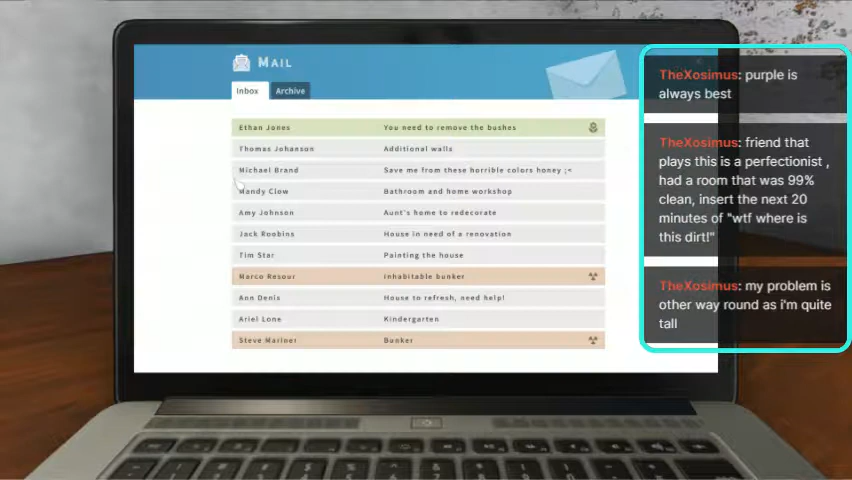 MAIL
Inbox
Archive
Ethan Jones You need to remove the bushes
Thomas Johanson Additional walls
Michael Brand Save me from these horrible colors honey ;*
Mandy Clow Bathroom and home workshop
Amy Johnson Aunt's home to redecorate
Jack Roobins House in need of a renovation
Tim Star Painting the house
Marco Resour Inhabitable bunker
Ann Denis House to refresh, need help!
Ariel Lone Kindergarten
Steve Mariner Bunker
TheXosimus: purple is
always best
TheXosimus: friend that
plays this is a perfectionist ,
had a room that was 99%
clean, insert the next 20
minutes of "wtf where is
this dirt!"
TheXosimus: my problem is
other way round as i'm quite
tall